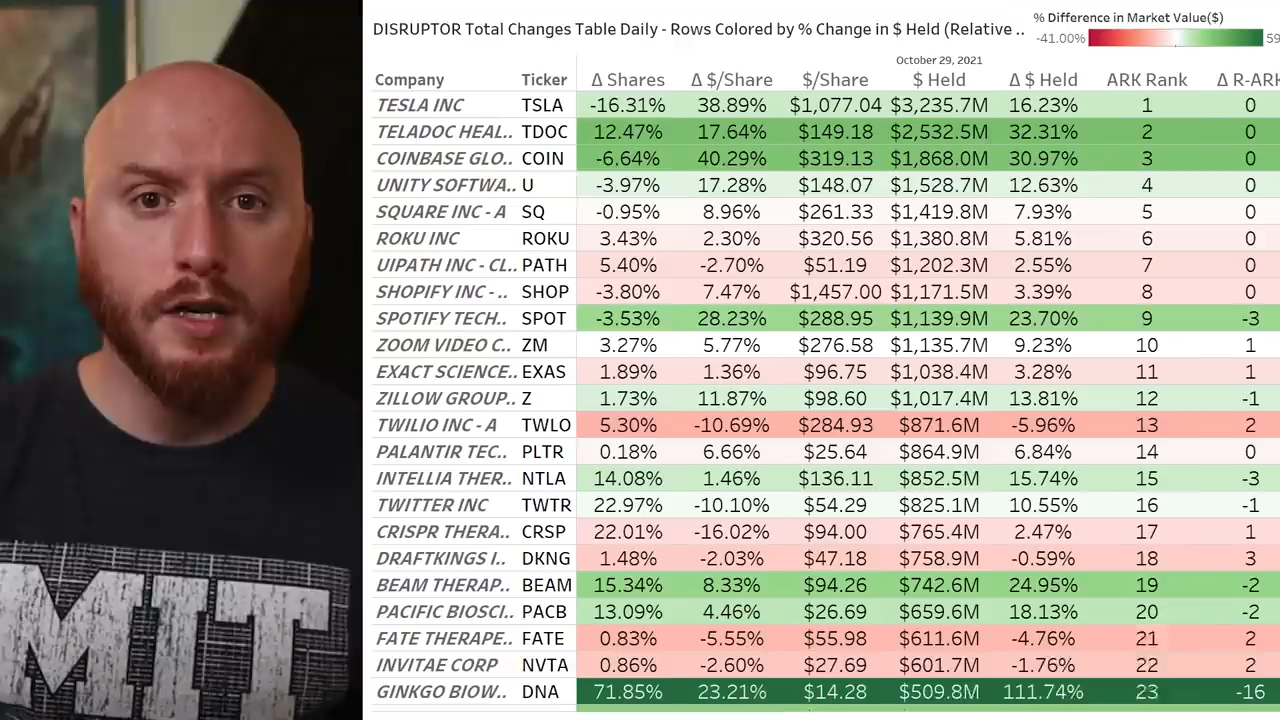 DISRUPTOR Total Changes Table Daily - Rows Colored by % Change in $ Held (Relative ..
% Difference in Market Value($)
-41.00% 59
October 29, 2021
Company Ticker Δ Shares Δ $/Share $/Share $ Held Δ $ Held ARK Rank Δ R-ARK
TESLA INC TSLA -16.31% 38.89% $1,077.04 $3,235.7M 16.23% 1 0
TELADOC HEAL.. TDOC 12.47% 17.64% $149.18 $2,532.5M 32.31% 2 0
COINBASE GLO.. COIN -6.64% 40.29% $319.13 $1,868.0M 30.97% 3 0
UNITY SOFTWA.. U -3.97% 17.28% $148.07 $1,528.7M 12.63% 4 0
SQUARE INC - A SQ -0.95% 8.96% $261.33 $1,419.8M 7.93% 5 0
ROKU INC ROKU 3.43% 2.30% $320.56 $1,380.8M 5.81% 6 0
UIPATH INC - CL.. PATH 5.40% -2.70% $51.19 $1,202.3M 2.55% 7 0
SHOPIFY INC - .. SHOP -3.80% 7.47% $1,457.00 $1,171.5M 3.39% 8 0
SPOTIFY TECH.. SPOT -3.53% 28.23% $288.95 $1,139.9M 23.70% 9 -3
ZOOM VIDEO C.. ZM 3.27% 5.77% $276.58 $1,135.7M 9.23% 10 1
EXACT SCIENCE.. EXAS 1.89% 1.36% $96.75 $1,038.4M 3.28% 11 1
ZILLOW GROUP.. Z 1.73% 11.87% $98.60 $1,017.4M 13.81% 12 -1
TWILIO INC - A TWLO 5.30% -10.69% $284.93 $871.6M -5.96% 13 2
PALANTIR TEC.. PLTR 0.18% 6.66% $25.64 $864.9M 6.84% 14 0
INTELLIA THER.. NTLA 14.08% 1.46% $136.11 $852.5M 15.74% 15 -3
TWITTER INC TWTR 22.97% -10.10% $54.29 $825.1M 10.55% 16 -1
CRISPR THERA.. CRSP 22.01% -16.02% $94.00 $765.4M 2.47% 17 1
DRAFTKINGS I.. DKNG 1.48% -2.03% $47.18 $758.9M -0.59% 18 3
BEAM THERAP.. BEAM 15.34% 8.33% $94.26 $742.6M 24.95% 19 -2
PACIFIC BIOSCI.. PACB 13.09% 4.46% $26.69 $659.6M 18.13% 20 -2
FATE THERAPE.. FATE 0.83% -5.55% $55.98 $611.6M -4.76% 21 2
INVITAE CORP NVTA 0.86% -2.60% $27.69 $601.7M -1.76% 22 2
GINKGO BIOW.. DNA 71.85% 23.21% $14.28 $509.8M 111.74% 23 -16
MIT